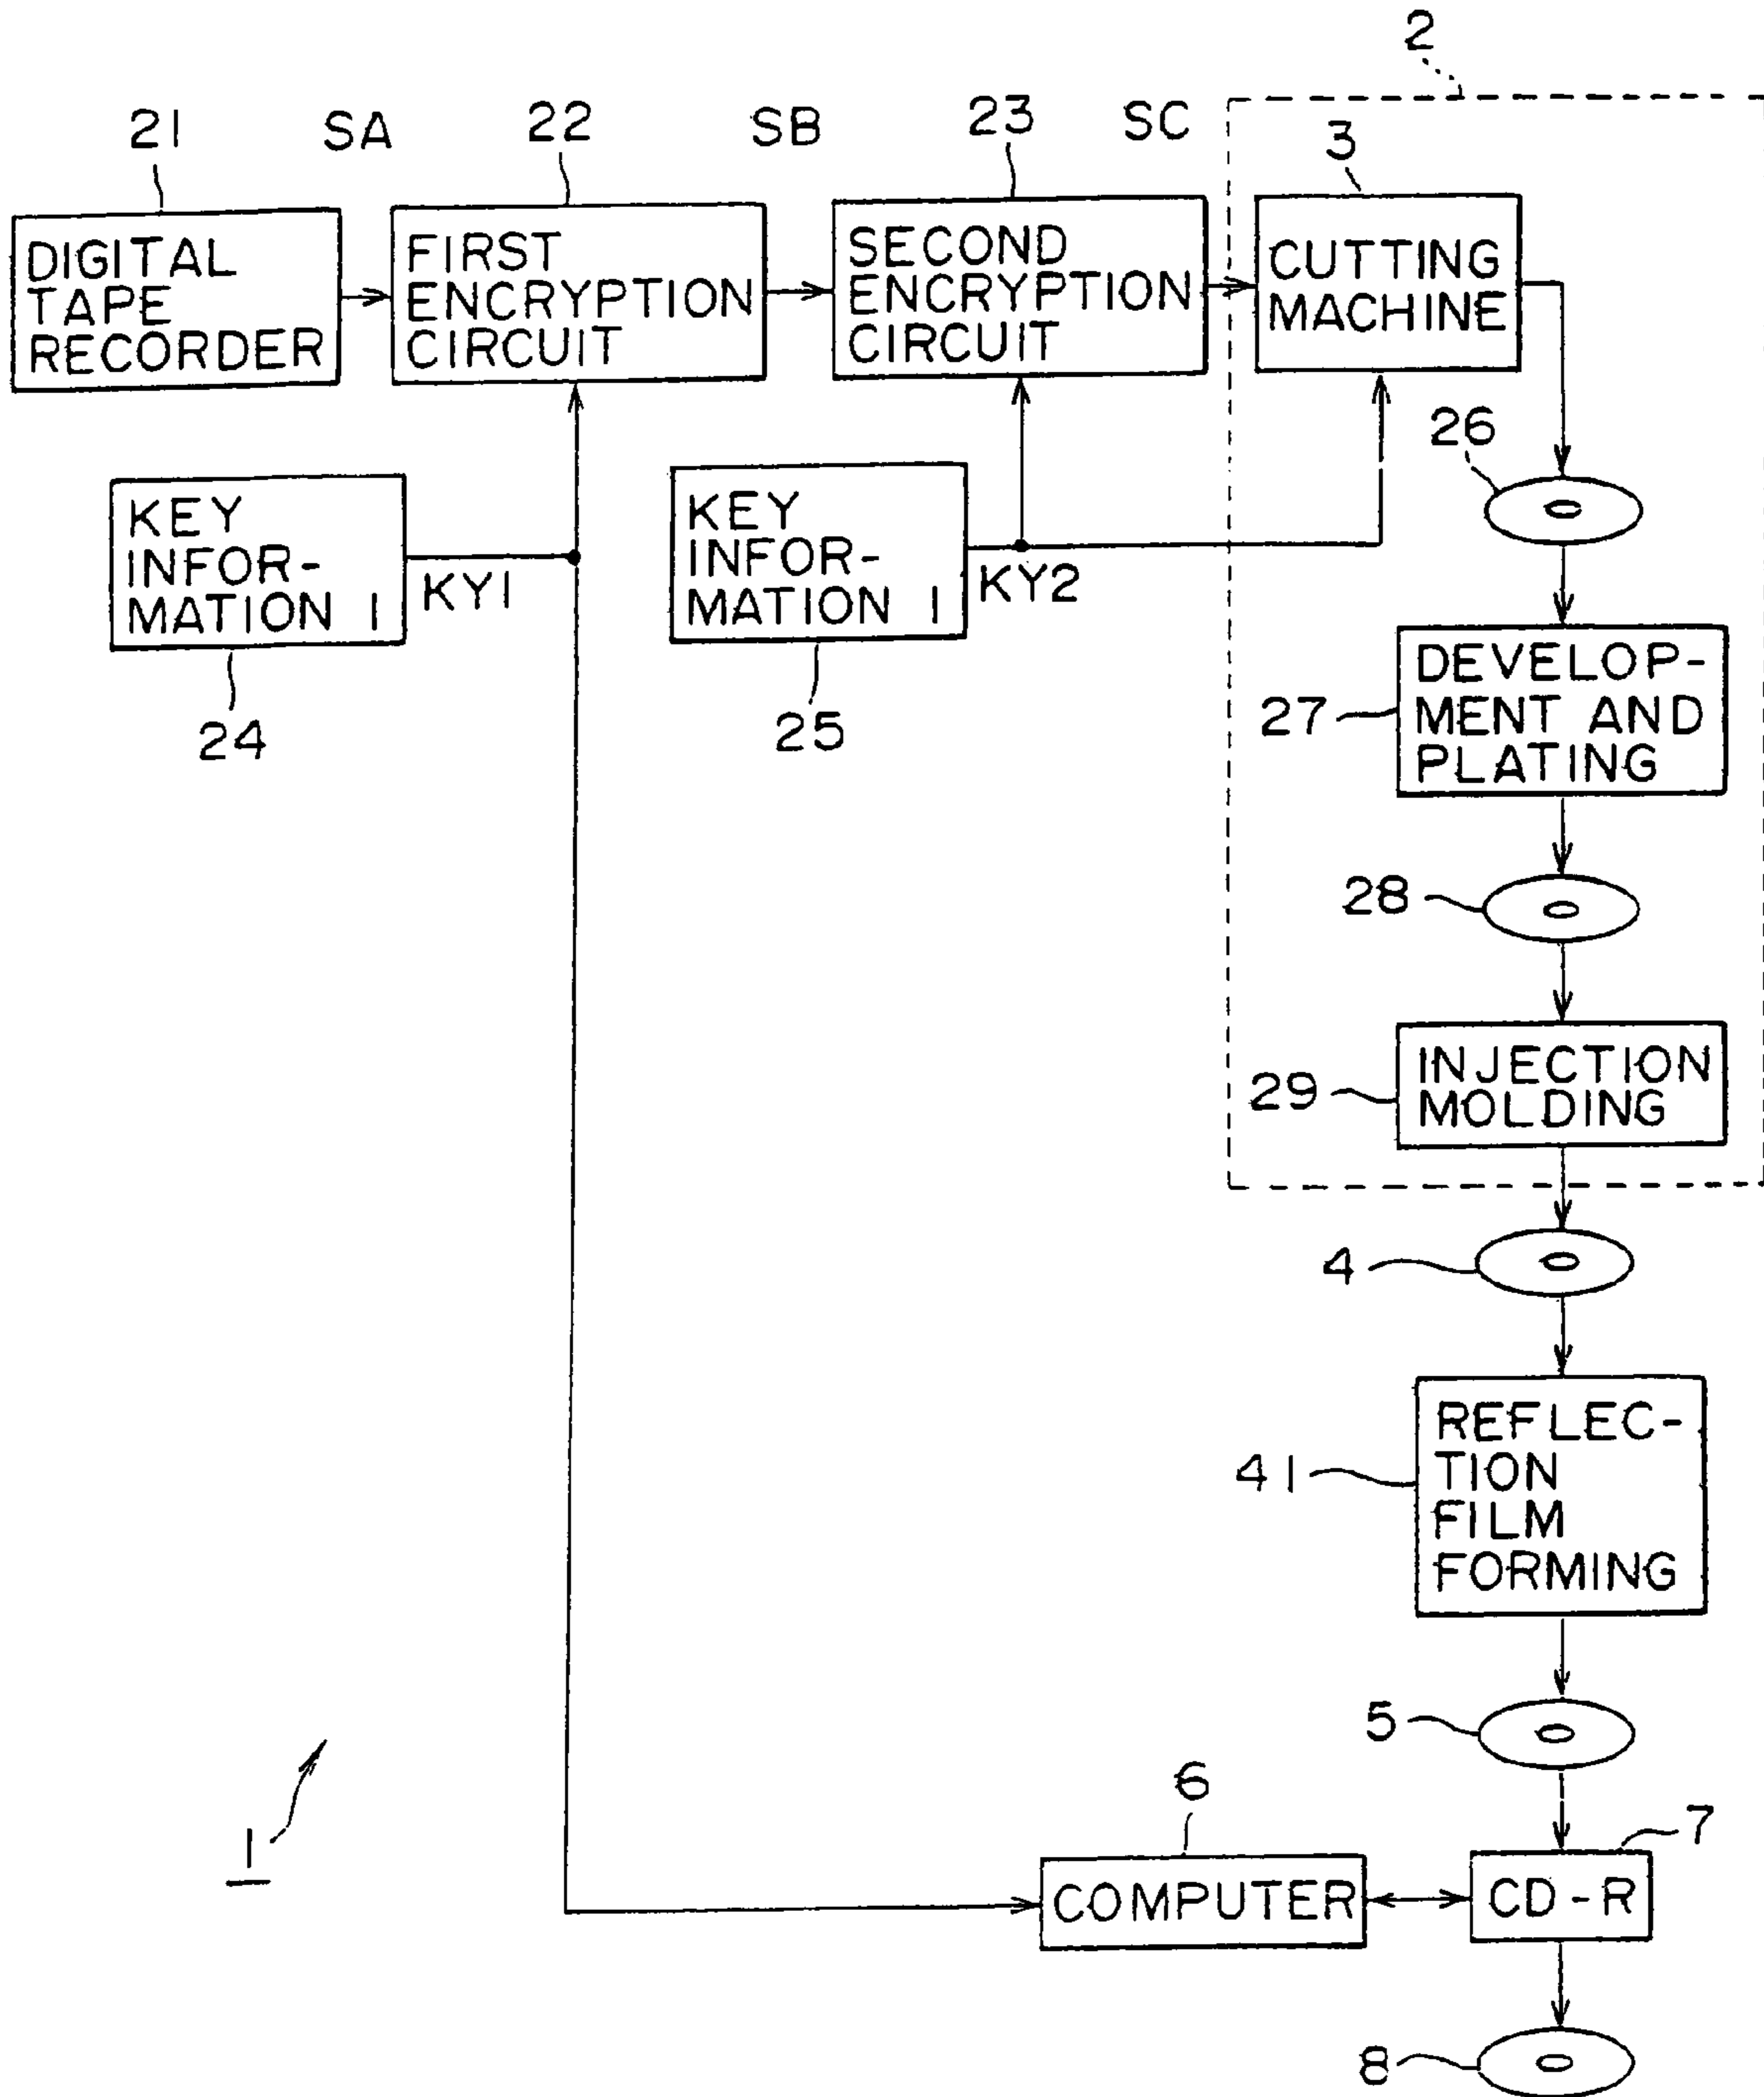 2
21
SA
22
SB
23
SC
3
DIGITAL
TAPE
RECORDER
FIRST
ENCRYPTION
CIRCUIT
SECOND
ENCRYPTION
CIRCUIT
CUTTING
MACHINE
26
KEY
INFOR-
MATION 1
KY1
KEY
INFOR-
MATION 1
KY2
24
25
27
DEVELOP-
MENT AND
PLATING
28
29
INJECTION
MOLDING
4
41
REFLEC-
TION
FILM
FORMING
5
1
6
7
COMPUTER
CD-R
8